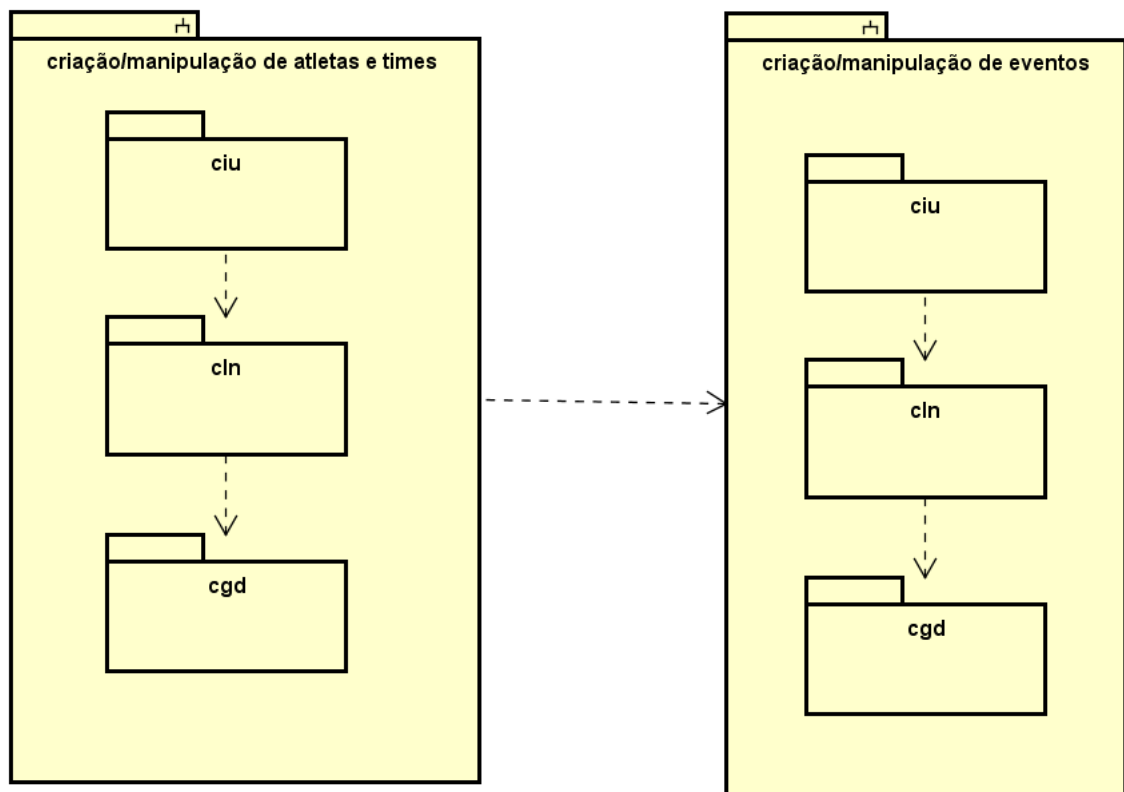 criação/manipulação de atletas e times
ciu
cln
cgd
criação/manipulação de eventos
ciu
cln
cgd